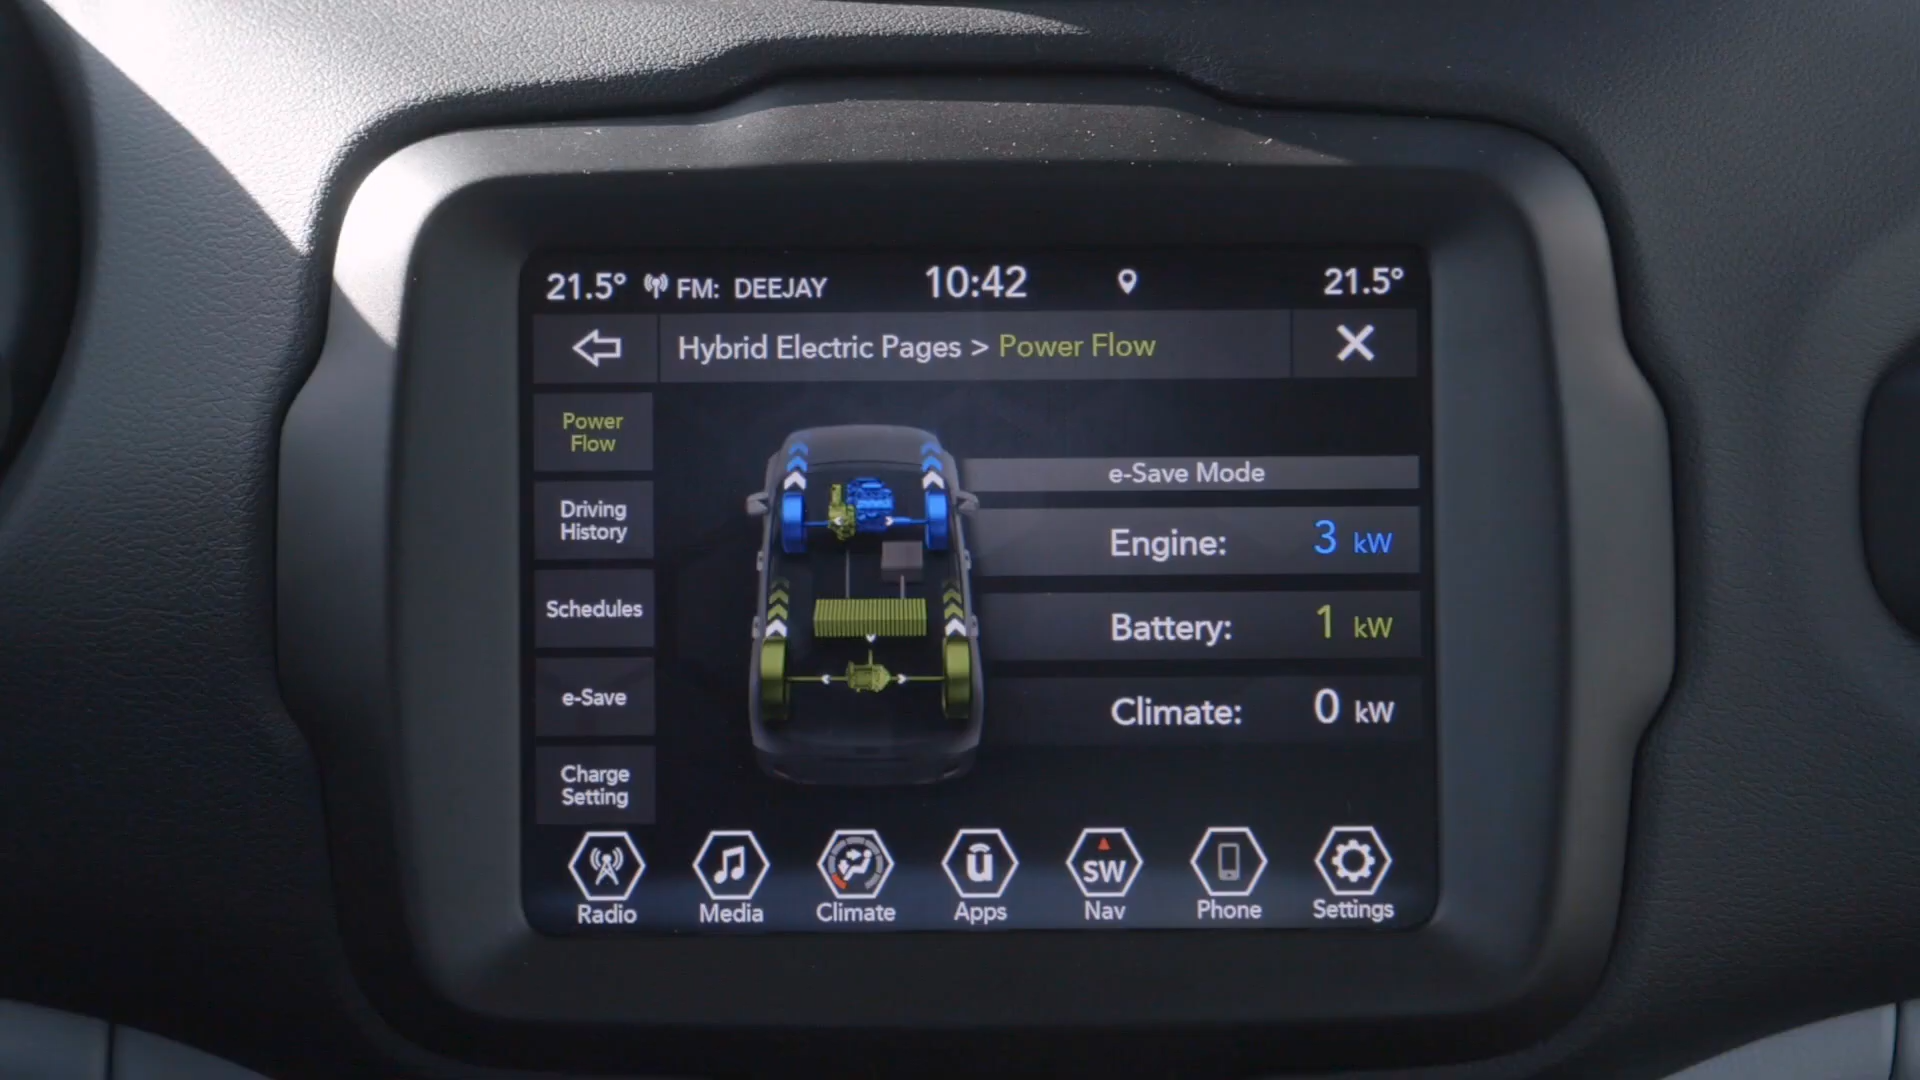 21.5° FM: DEEJAY 10:42 21.5°
Hybrid Electric Pages > Power Flow
Power
Flow
Driving
History
Schedules
e-Save
Charge
Setting
e-Save Mode
Engine: 3 kW
Battery: 1 kW
Climate: 0 kW
ū
SW
Radio Media Climate Apps Nav Phone Settings